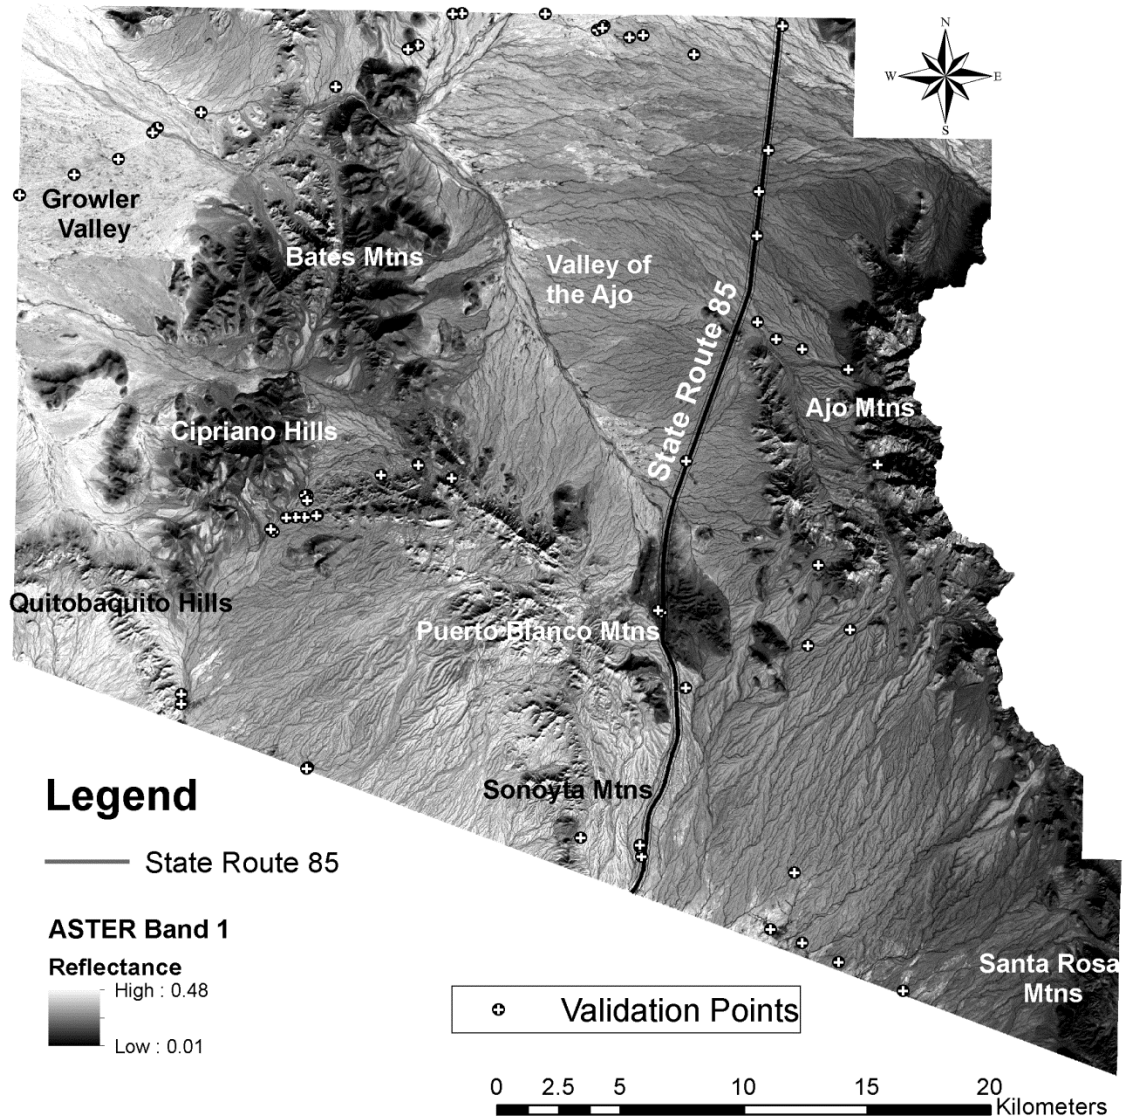 N
W E
S
Growler
Valley
Bates Mtns
Valley of
the Ajo
State Route 85
Ajo Mtns
Cipriano Hills
Quitobaquito Hills
Puerto Blanco Mtns
Sonoyta Mtns
Santa Rosa
Mtns
Legend
State Route 85
ASTER Band 1
Reflectance
High : 0.48
Low : 0.01
Validation Points
0 2.5 5 10 15 20
Kilometers